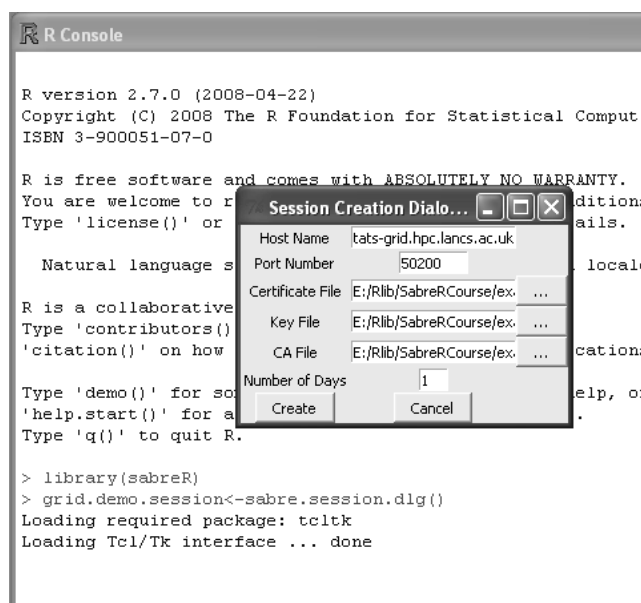 R Console
R version 2.7.0 (2008-04-22)
Copyright (C) 2008 The R Foundation for Statistical Comput
ISBN 3-900051-07-0
R is free software and comes with ABSOLUTELY NO WARRANTY.
You are welcome to r ditions
Type 'license()' or ails.
Natural language s locale
R is a collaborative
Type 'contributors()
'citation()' on how cations
Type 'demo()' for so elp, or
'help.start()' for a .
Type 'q()' to quit R.
Session Creation Dialo...
Host Name tats-grid.hpc.lancs.ac.uk
Port Number 50200
Certificate File E:/Rlib/SabreRCourse/ex. ...
Key File E:/Rlib/SabreRCourse/ex. ...
CA File E:/Rlib/SabreRCourse/ex. ...
Number of Days 1
Create Cancel
> library(sabreR)
> grid.demo.session<-sabre.session.dlg()
Loading required package: tcltk
Loading Tcl/Tk interface ... done